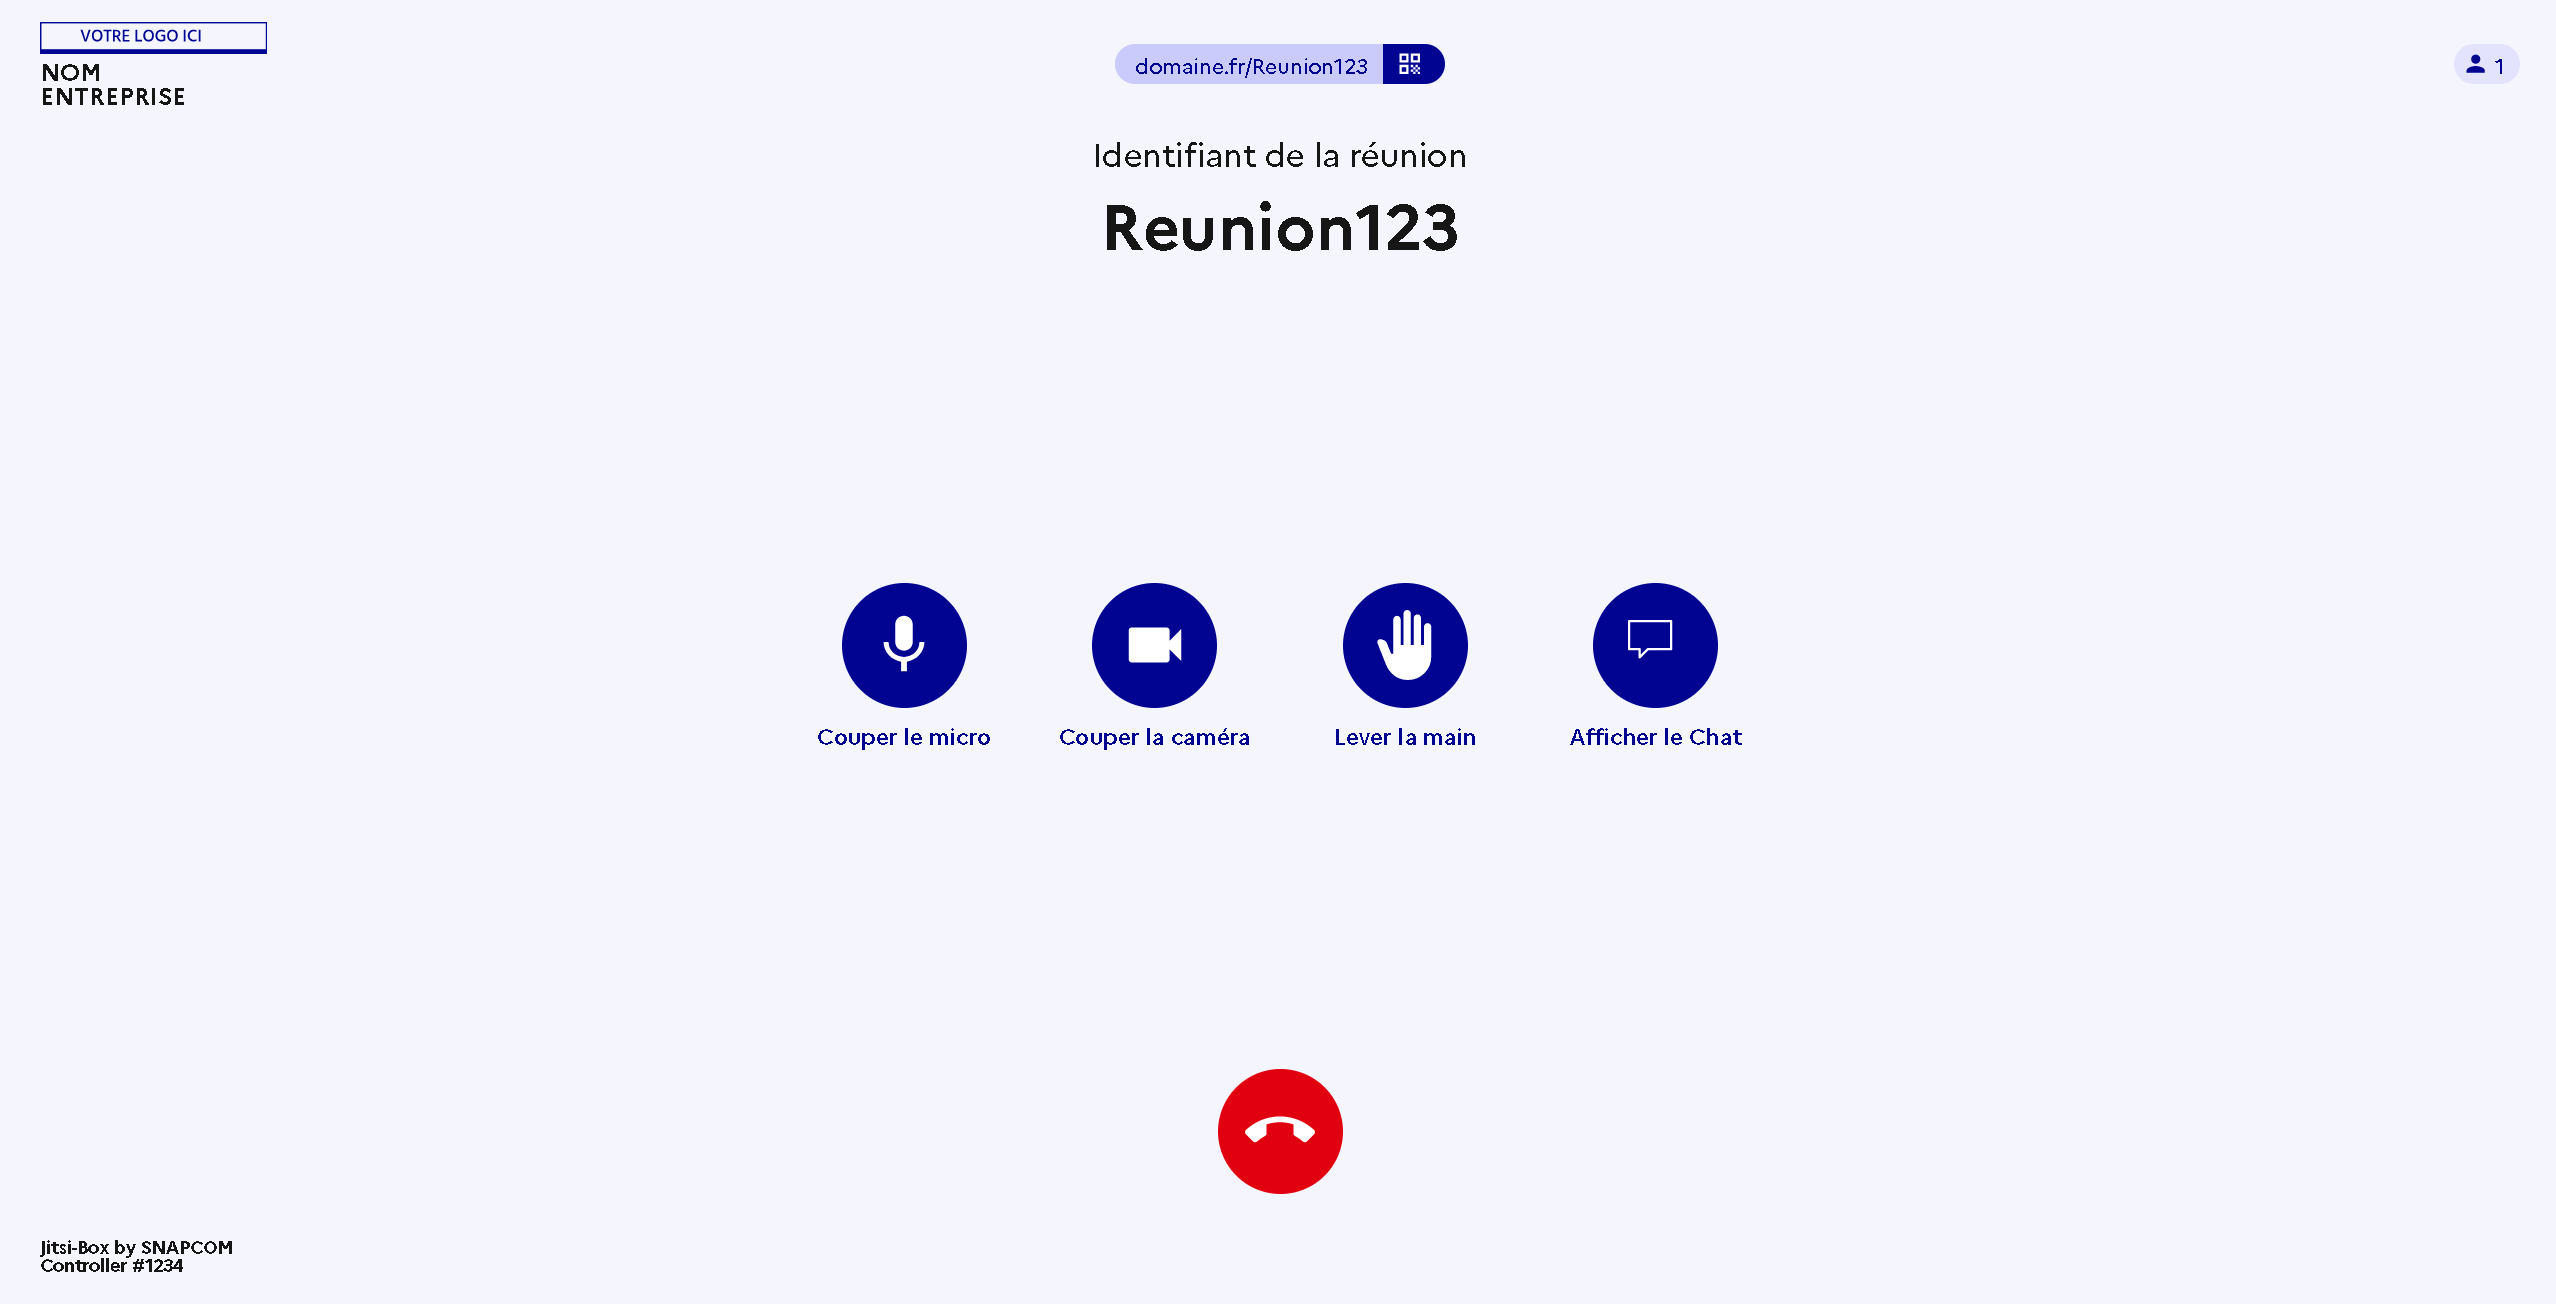 VOTRE LOGO ICI
NOM
ENTREPRISE
domaine.fr/Reunion123
1
Identifiant de la réunion
Reunion123
Couper le micro
Couper la caméra
Lever la main
Afficher le Chat
Jitsi-Box by SNAPCOM
Controller #1234